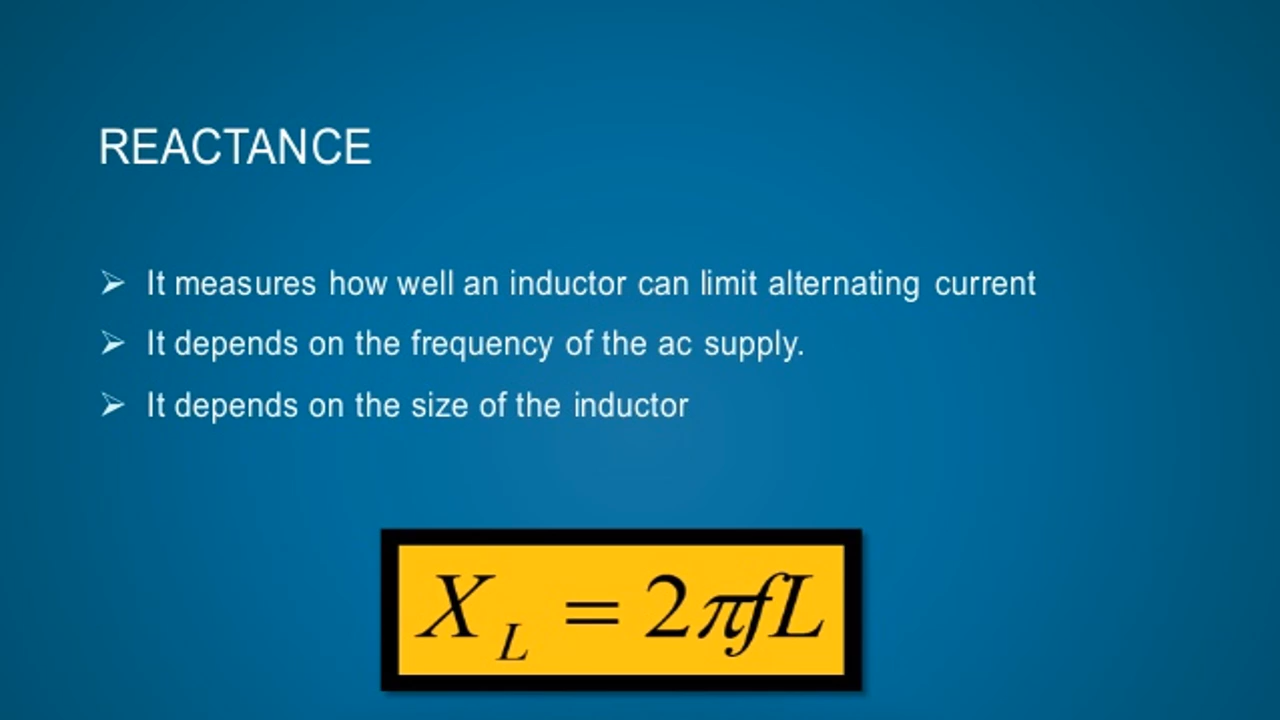 REACTANCE
➢ It measures how well an inductor can limit alternating current
➢ It depends on the frequency of the ac supply.
➢ It depends on the size of the inductor
X_L = 2πfL